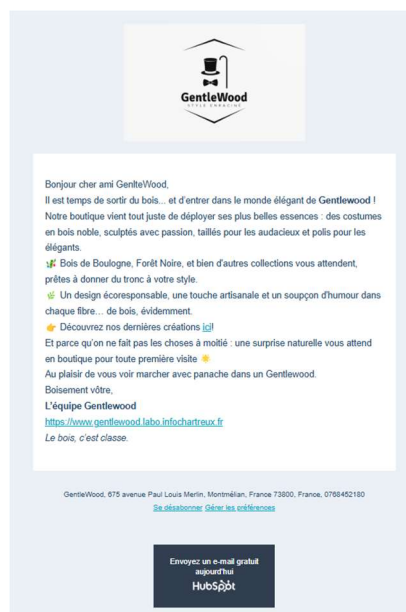 GentleWood
STYLE ENRACINÉ
Bonjour cher ami GenlteWood,
Il est temps de sortir du bois... et d'entrer dans le monde élégant de Gentlewood !
Notre boutique vient tout juste de déployer ses plus belles essences : des costumes
en bois noble, sculptés avec passion, taillés pour les audacieux et polis pour les
élégants.
🌿 Bois de Boulogne, Forêt Noire, et bien d'autres collections vous attendent,
prêtes à donner du tronc à votre style.
🌿 Un design écoresponsable, une touche artisanale et un soupçon d'humour dans
chaque fibre… de bois, évidemment.
👉 Découvrez nos dernières créations ici!
Et parce qu'on ne fait pas les choses à moitié : une surprise naturelle vous attend
en boutique pour toute première visite ☀️
Au plaisir de vous voir marcher avec panache dans un Gentlewood.
Boisement vôtre,
L'équipe Gentlewood
https://www.gentlewood.labo.infochartreux.fr
Le bois, c'est classe.
GentleWood, 675 avenue Paul Louis Merlin, Montmélian, France 73800, France, 0768452180
Se désabonner Gérer les préférences
Envoyez un e-mail gratuit
aujourd'hui
HubSpot